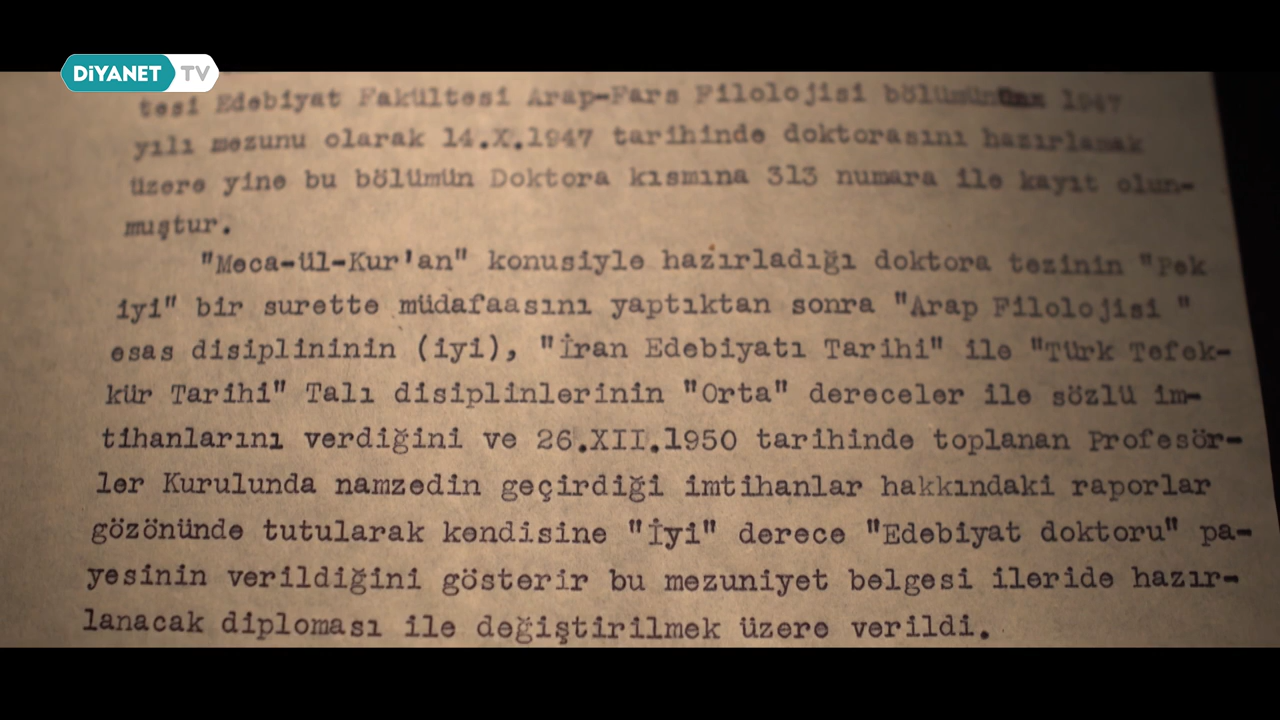 DİYANET TV
tesi Edebiyat Fakültesi Arap-Fars Filolojisi bölümünün 1947
yılı mezunu olarak 14.X.1947 tarihinde doktorasını hazırlamak
üzere yine bu bölümün Doktora kısmına 313 numara ile kayıt olun-
muştur.
"Meca-ül-Kur'an" konusiyle hazırladığı doktora tezinin "Pek
iyi" bir surette müdafaasını yaptıktan sonra "Arap Filolojisi "
esas disiplininin (iyi), "İran Edebiyatı Tarihi" ile "Türk Tefek-
kür Tarihi" Talı disiplinlerinin "Orta" dereceler ile sözlü im-
tihanlarını verdiğini ve 26.XII.1950 tarihinde toplanan Profesör-
ler Kurulunda namzedin geçirdiği imtihanlar hakkındaki raporlar
gözönünde tutularak kendisine "İyi" derece "Edebiyat doktoru" pa-
yesinin verildiğini gösterir bu mezuniyet belgesi ileride hazır-
lanacak diploması ile değiştirilmek üzere verildi.